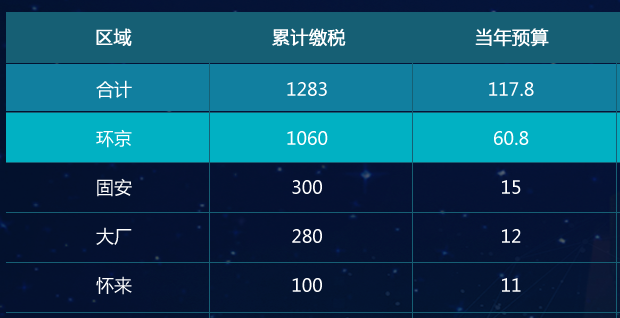 区域 累计缴税 当年预算
合计 1283 117.8
环京 1060 60.8
固安 300 15
大厂 280 12
怀来 100 11